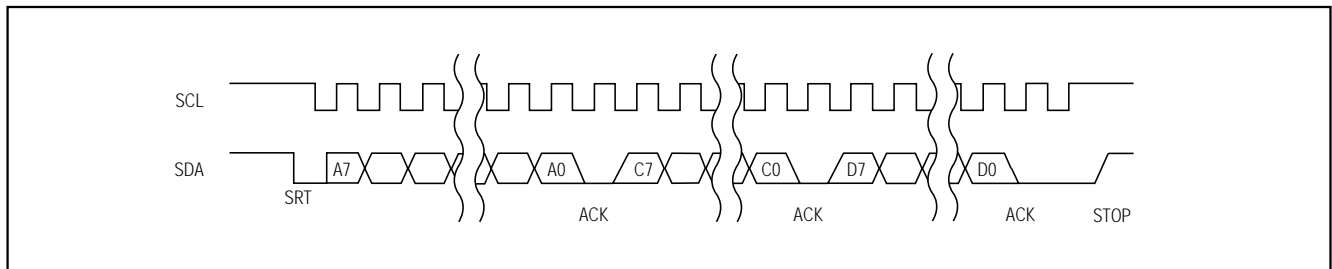 SCL
SDA A7 A0 C7 C0 D7 D0
SRT ACK ACK ACK STOP